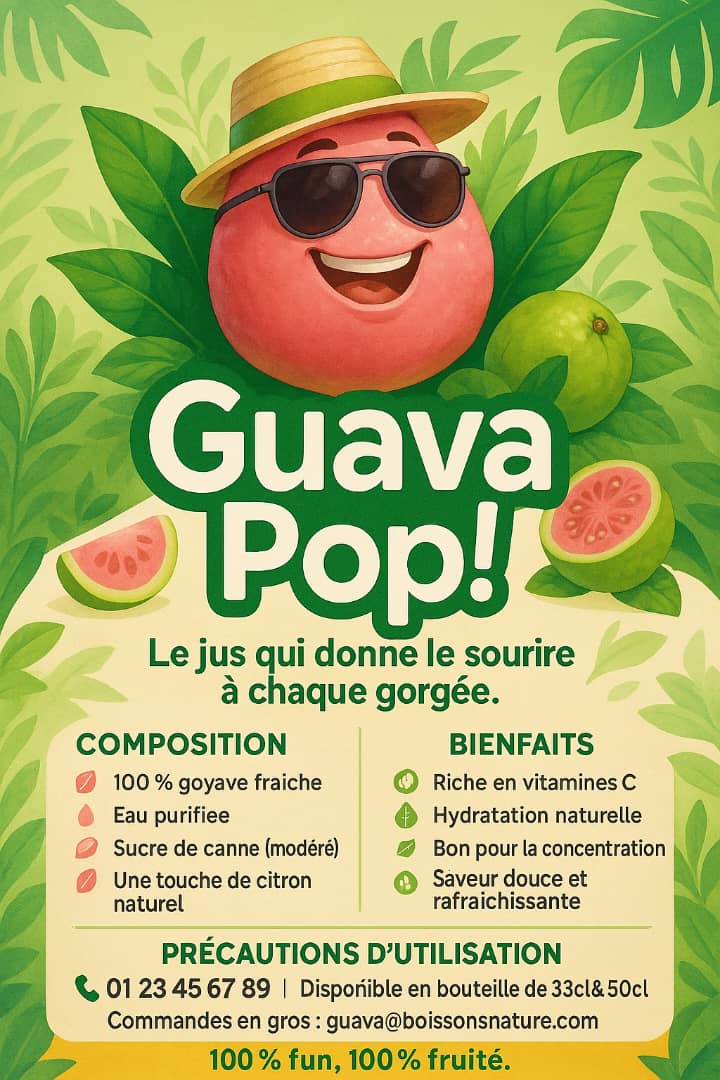 Guava
Pop!
Le jus qui donne le sourire
à chaque gorgée.
COMPOSITION
100 % goyave fraiche
Eau purifiee
Sucre de canne (modéré)
Une touche de citron
naturel
BIENFAITS
Riche en vitamines C
Hydratation naturelle
Bon pour la concentration
Saveur douce et
rafraichissante
PRÉCAUTIONS D'UTILISATION
01 23 45 67 89 | Disponible en bouteille de 33cl & 50cl
Commandes en gros : guava@boissonsnature.com
100 % fun, 100 % fruité.